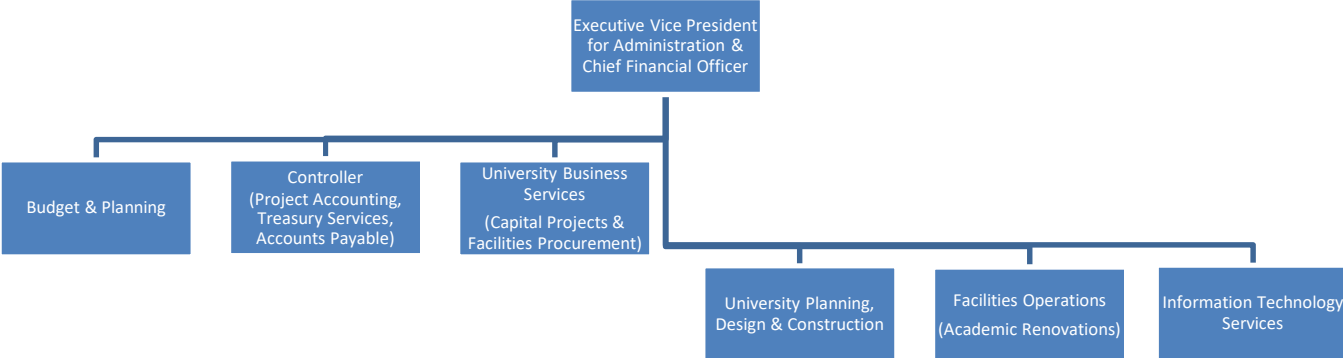 Executive Vice President
for Administration &
Chief Financial Officer
Budget & Planning
Controller
(Project Accounting,
Treasury Services,
Accounts Payable)
University Business
Services
(Capital Projects &
Facilities Procurement)
University Planning,
Design & Construction
Facilities Operations
(Academic Renovations)
Information Technology
Services